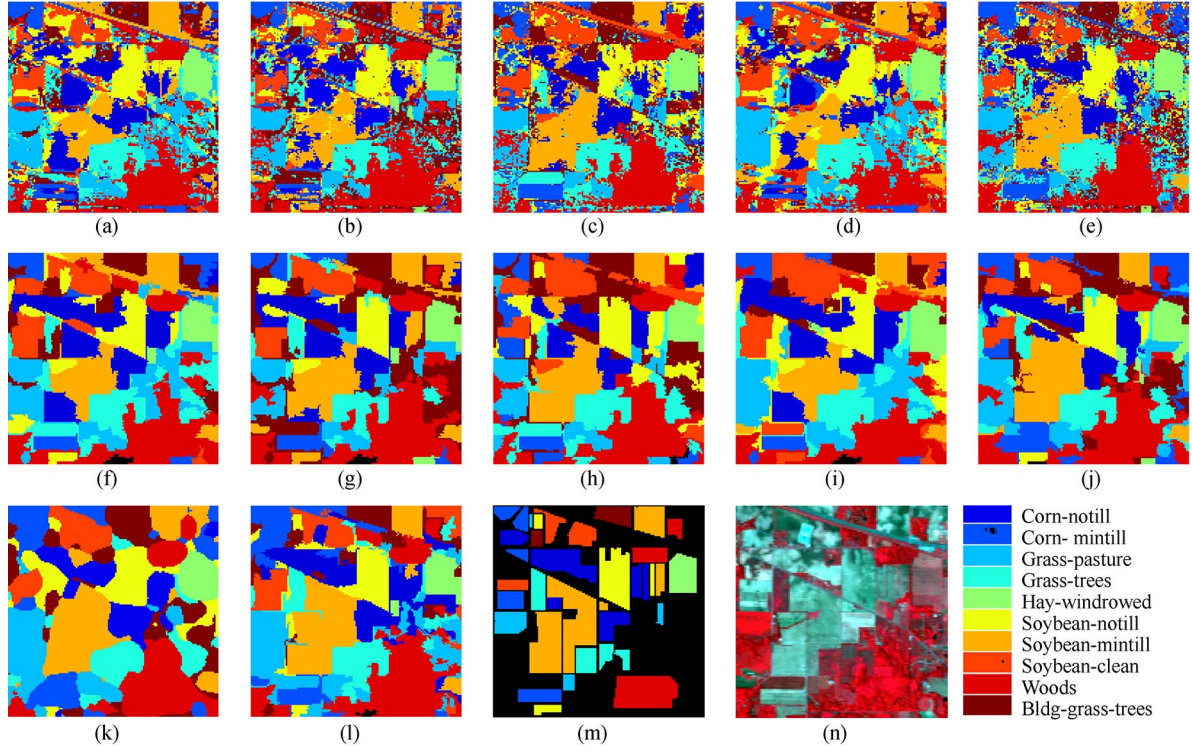 (a)
(b)
(c)
(d)
(e)
(f)
(g)
(h)
(i)
(j)
(k)
(l)
(m)
(n)
Corn-notill
Corn- mintill
Grass-pasture
Grass-trees
Hay-windrowed
Soybean-notill
Soybean-mintill
Soybean-clean
Woods
Bldg-grass-trees